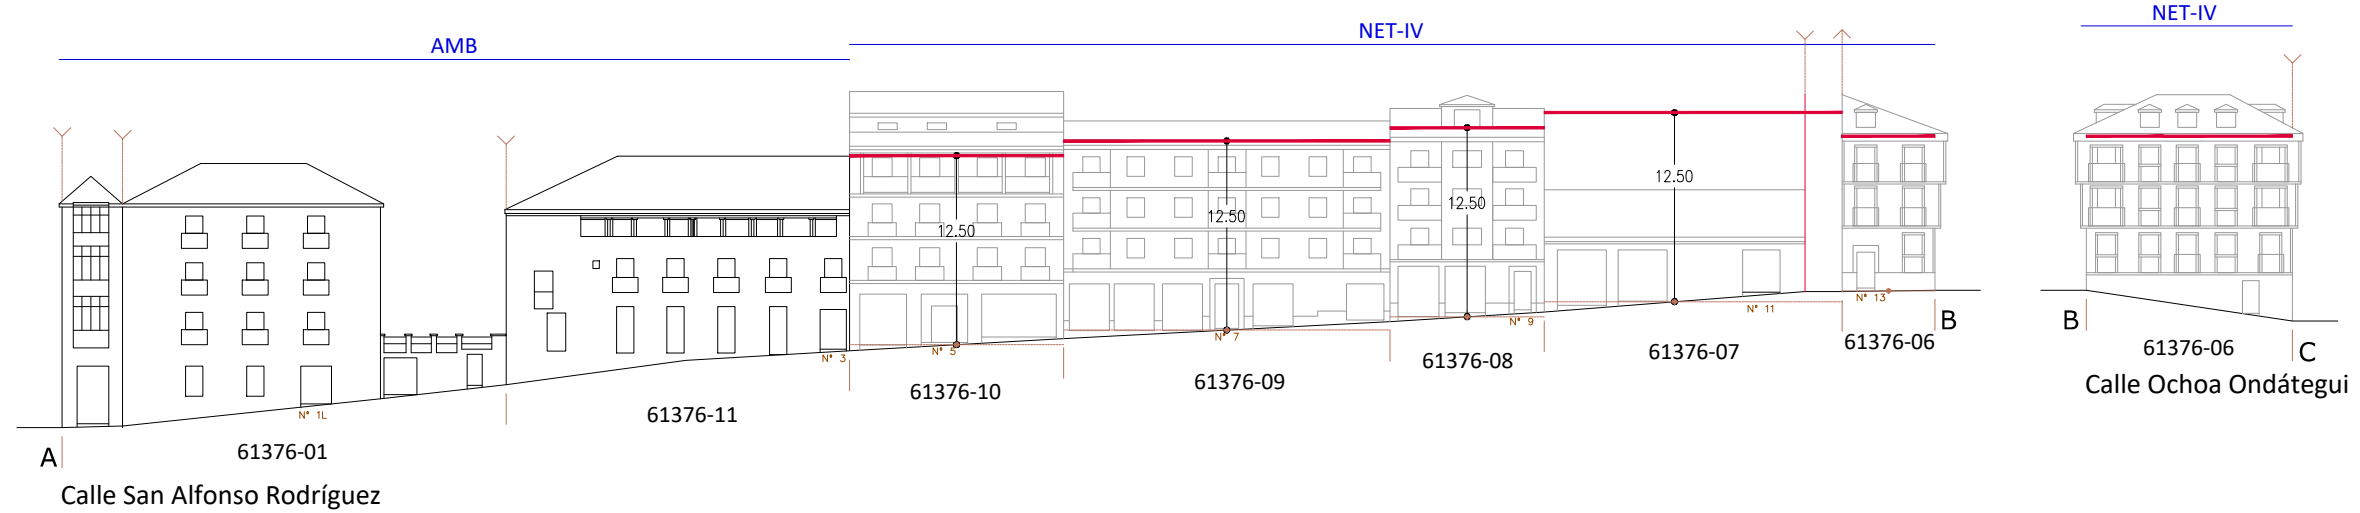 AMB
NET-IV
NET-IV
12.50
12.50
12.50
12.50
Nº 1L
Nº 3
Nº 5
Nº 7
Nº 9
Nº 11
Nº 13
A
B
B
C
61376-01
61376-11
61376-10
61376-09
61376-08
61376-07
61376-06
61376-06
Calle San Alfonso Rodríguez
Calle Ochoa Ondátegui